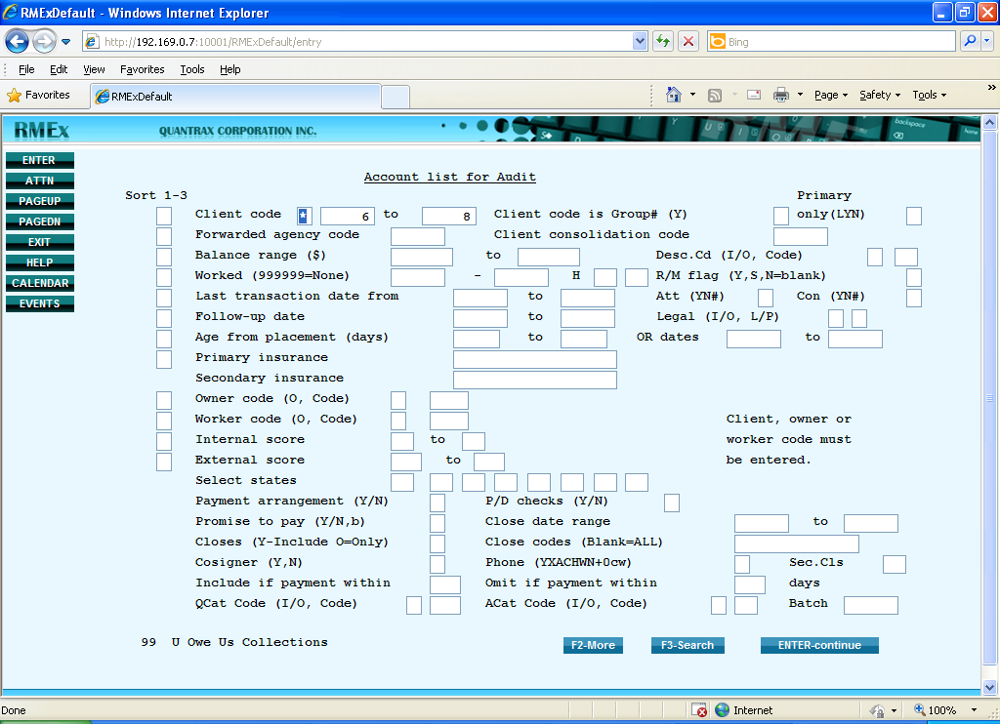 RMExDefault - Windows Internet Explorer
http://192.169.0.7:10001/RMExDefault/entry
Bing
File Edit View Favorites Tools Help
Favorites RMExDefault Page Safety Tools
RMEx QUANTRAX CORPORATION INC.
ENTER
ATTN
PAGEUP
PAGEDN
EXIT
HELP
CALENDAR
EVENTS
Account list for Audit
Sort 1-3 Primary
Client code * 6 to 8 Client code is Group# (Y) only(LYN)
Forwarded agency code Client consolidation code
Balance range ($) to Desc.Cd (I/O, Code)
Worked (999999=None) - H R/M flag (Y,S,N=blank)
Last transaction date from to Att (YN#) Con (YN#)
Follow-up date to Legal (I/O, L/P)
Age from placement (days) to OR dates to
Primary insurance
Secondary insurance
Owner code (O, Code)
Worker code (O, Code) Client, owner or
Internal score to worker code must
External score to be entered.
Select states
Payment arrangement (Y/N) P/D checks (Y/N)
Promise to pay (Y/N,b) Close date range to
Closes (Y-Include O=Only) Close codes (Blank=ALL)
Cosigner (Y,N) Phone (YXACHWN+0cw) Sec.Cls
Include if payment within Omit if payment within days
QCat Code (I/O, Code) ACat Code (I/O, Code) Batch
99 U Owe Us Collections F2-More F3-Search ENTER-continue
Done Internet 100%